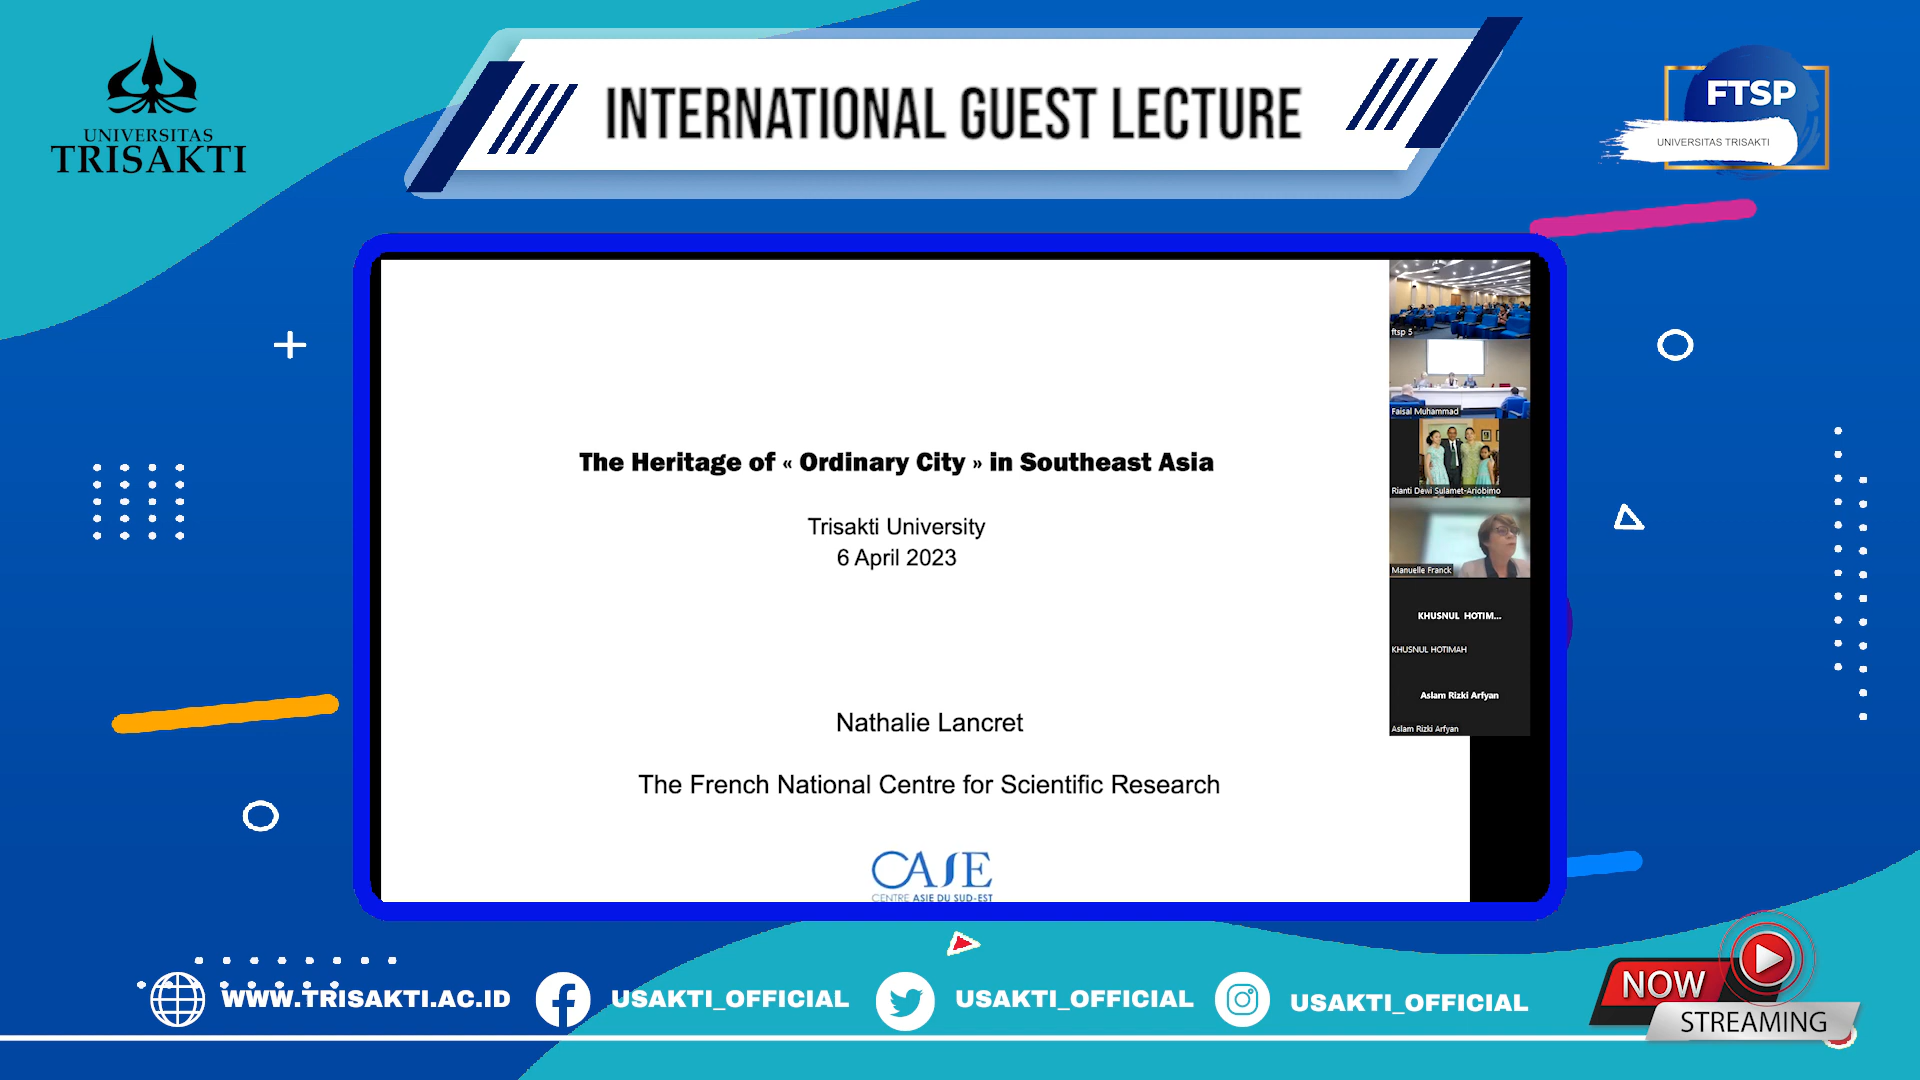 UNIVERSITAS
TRISAKTI
INTERNATIONAL GUEST LECTURE
FTSP
UNIVERSITAS TRISAKTI
The Heritage of « Ordinary City » in Southeast Asia
Trisakti University
6 April 2023
Nathalie Lancret
The French National Centre for Scientific Research
CASE
CENTRE ASIE DU SUD-EST
ftsp 5
Faisal Muhammad
Rianti Dewi Sulamet-Ariobimo
Manuelle Franck
KHUSNUL HOTIM...
KHUSNUL HOTIMAH
Aslam Rizki Arfyan
Aslam Rizki Arfyan
WWW.TRISAKTI.AC.ID
USAKTI_OFFICIAL
USAKTI_OFFICIAL
USAKTI_OFFICIAL
NOW
STREAMING